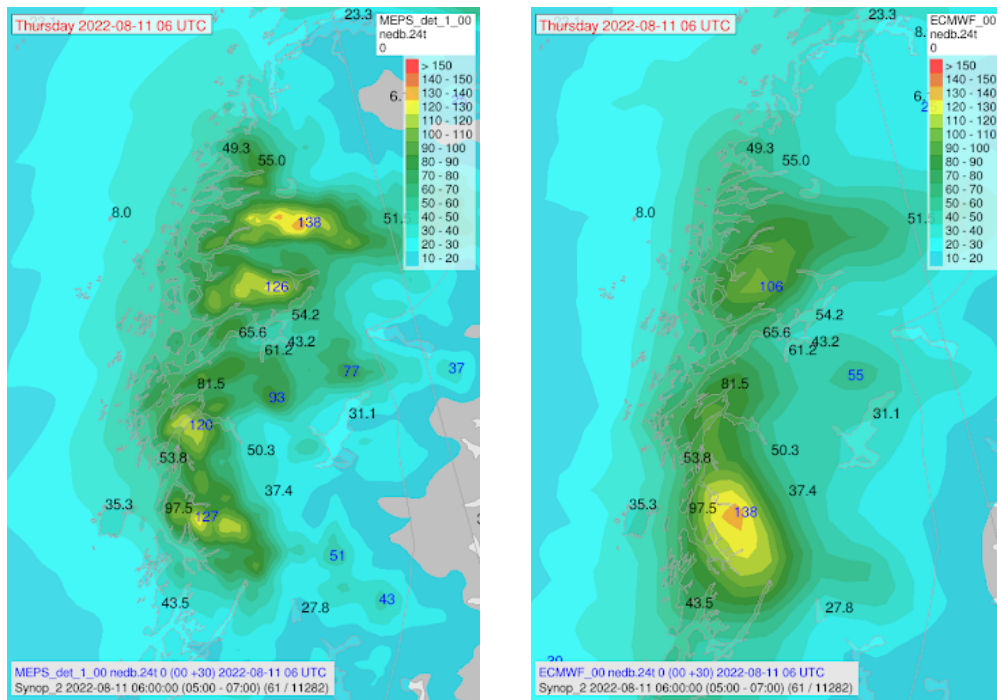 Thursday 2022-08-11 06 UTC
23.3
MEPS_det_1_00
nedb.24t
0
> 150
140 - 150
130 - 140
120 - 130
110 - 120
100 - 110
90 - 100
80 - 90
70 - 80
60 - 70
50 - 60
40 - 50
30 - 40
20 - 30
10 - 20
6.
49.3
55.0
8.0
138
51.5
126
54.2
65.6
43.2
61.2
77
37
81.5
93
31.1
120
50.3
53.8
37.4
35.3
97.5
127
51
43.5
27.8
43
MEPS_det_1_00 nedb.24t 0 (00 +30) 2022-08-11 06 UTC
Synop_2 2022-08-11 06:00:00 (05:00 - 07:00) (61 / 11282)
Thursday 2022-08-11 06 UTC
23.3
ECMWF_00
nedb.24t
0
8.
> 150
140 - 150
130 - 140
120 - 130
110 - 120
100 - 110
90 - 100
80 - 90
70 - 80
60 - 70
50 - 60
40 - 50
30 - 40
20 - 30
10 - 20
6.
49.3
55.0
8.0
51.5
106
54.2
65.6
43.2
61.2
55
81.5
31.1
50.3
53.8
37.4
35.3
97.5
138
43.5
27.8
ECMWF_00 nedb.24t 0 (00 +30) 2022-08-11 06 UTC
Synop_2 2022-08-11 06:00:00 (05:00 - 07:00) (61 / 11282)